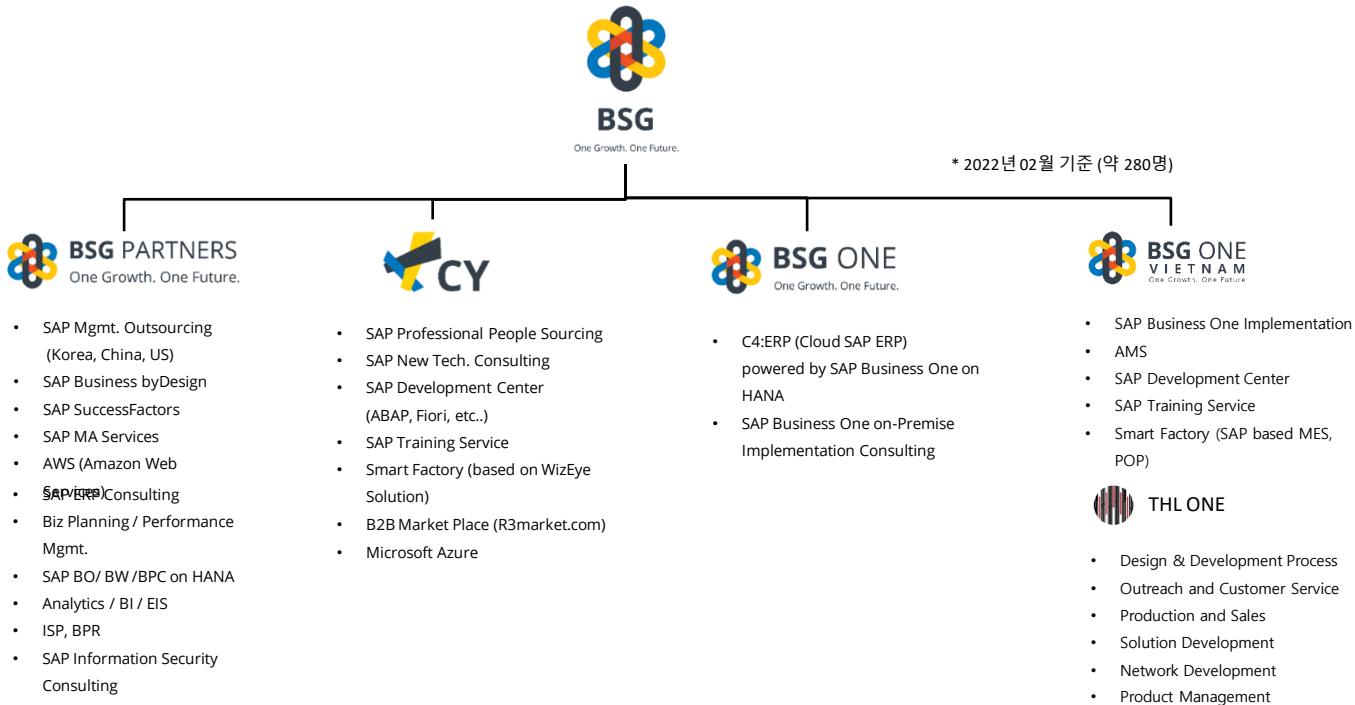 BSG
One Growth. One Future.
* 2022년 02월 기준 (약 280명)
BSG PARTNERS
One Growth. One Future.
• SAP Mgmt. Outsourcing
(Korea, China, US)
• SAP Business byDesign
• SAP SuccessFactors
• SAP MA Services
• AWS (Amazon Web
Services)
• SAP ERP Consulting
• Biz Planning / Performance
Mgmt.
• SAP BO/ BW /BPC on HANA
• Analytics / BI / EIS
• ISP, BPR
• SAP Information Security
Consulting
CY
• SAP Professional People Sourcing
• SAP New Tech. Consulting
• SAP Development Center
(ABAP, Fiori, etc..)
• SAP Training Service
• Smart Factory (based on WizEye
Solution)
• B2B Market Place (R3market.com)
• Microsoft Azure
BSG ONE
One Growth. One Future.
• C4:ERP (Cloud SAP ERP)
powered by SAP Business One on
HANA
• SAP Business One on-Premise
Implementation Consulting
BSG ONE
VIETNAM
One Growth. One Future
• SAP Business One Implementation
• AMS
• SAP Development Center
• SAP Training Service
• Smart Factory (SAP based MES,
POP)
THL ONE
• Design & Development Process
• Outreach and Customer Service
• Production and Sales
• Solution Development
• Network Development
• Product Management